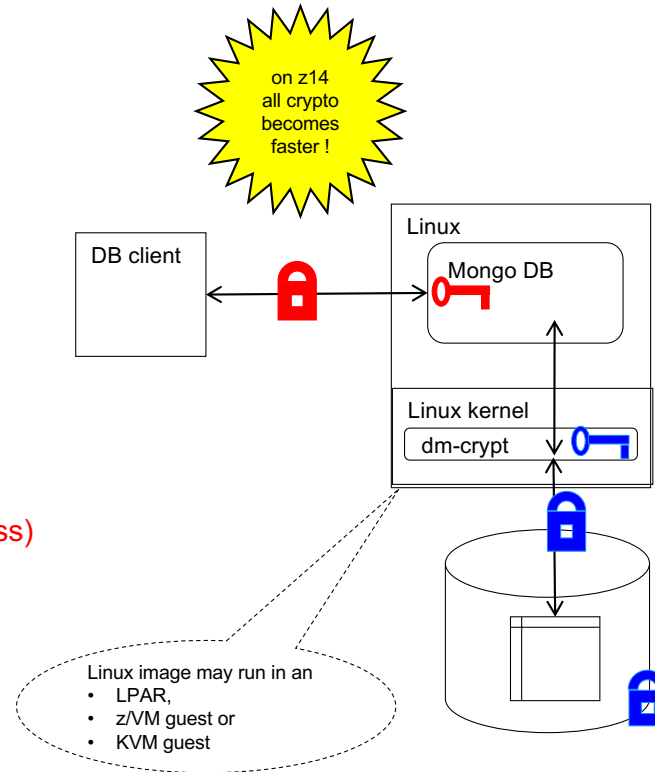 on z14
all crypto
becomes
faster !
Linux
DB client
Mongo DB
Linux kernel
dm-crypt
ss)
Linux image may run in an
• LPAR,
• z/VM guest or
• KVM guest